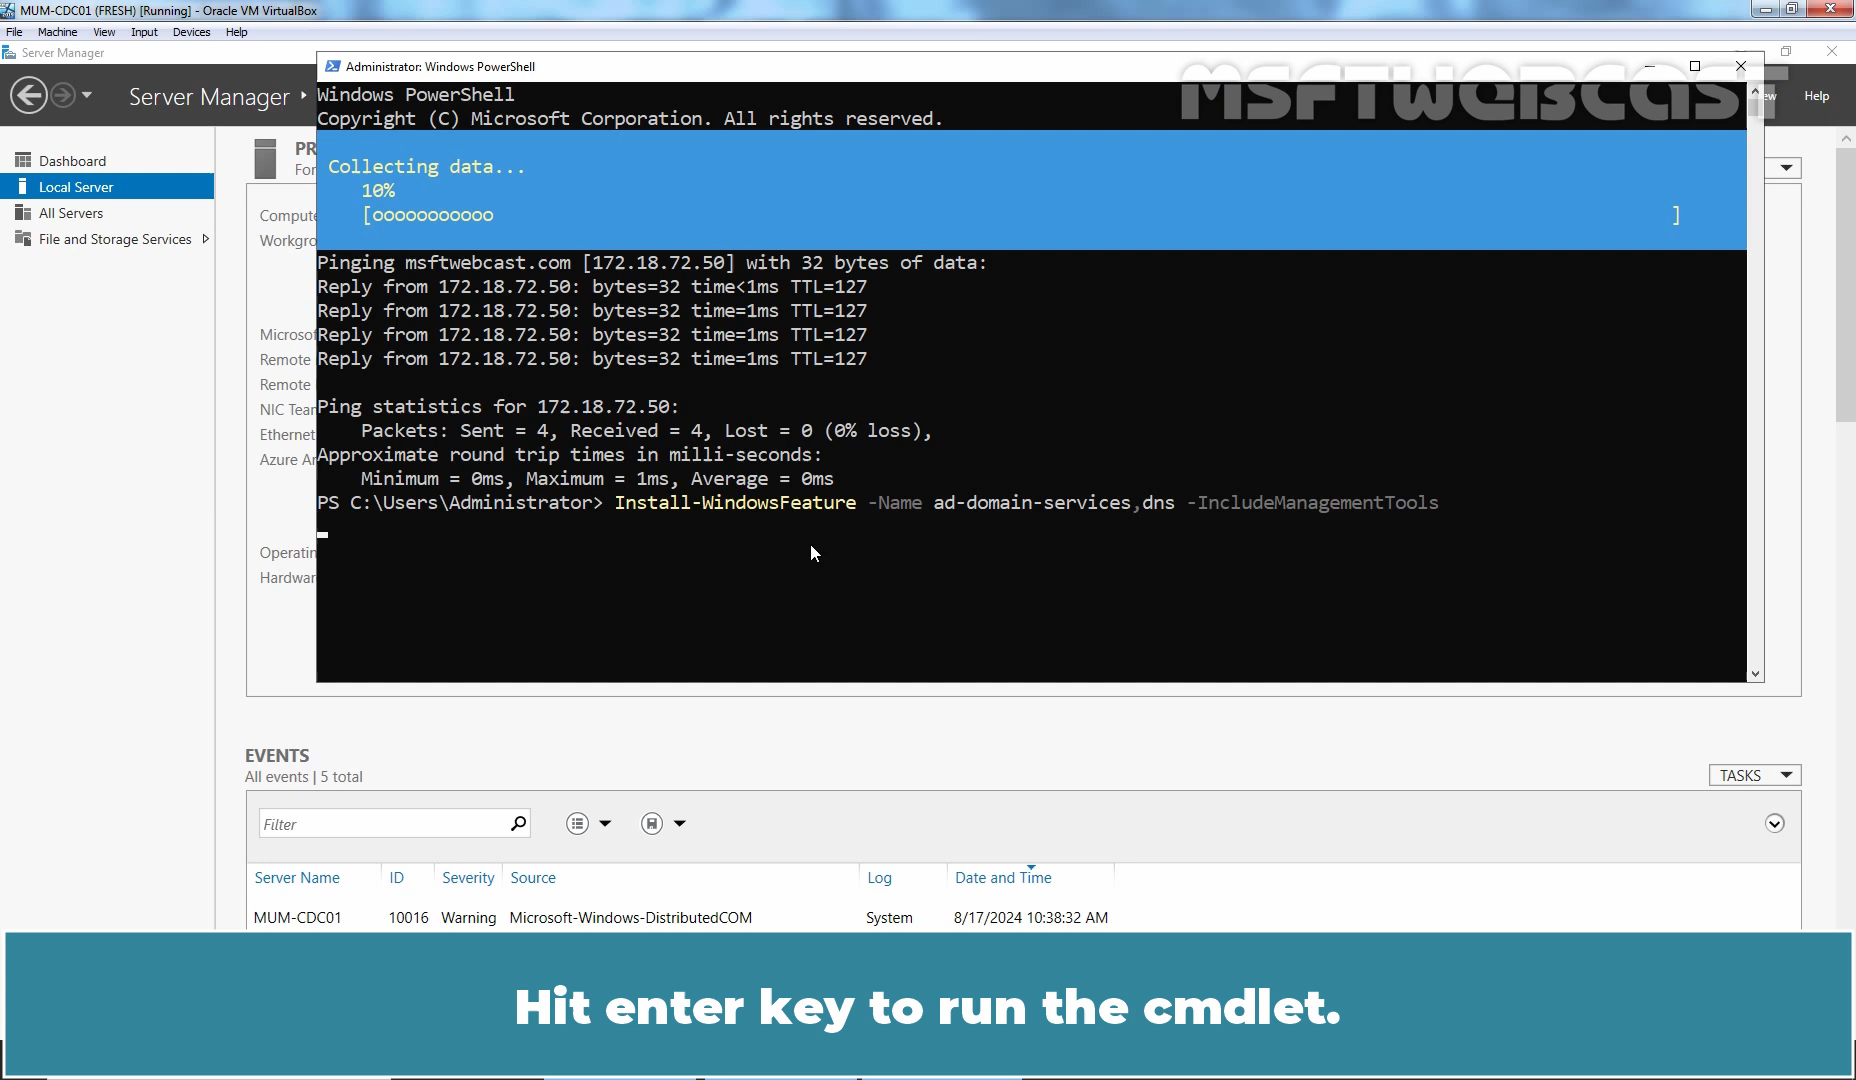 MUM-CDC01 (FRESH) [Running] - Oracle VM VirtualBox
File Machine View Input Devices Help
Server Manager
Administrator: Windows PowerShell
MSFTWEBCAST
Server Manager
Help
Windows PowerShell
Copyright (C) Microsoft Corporation. All rights reserved.
Collecting data...
10%
[ooooooooooo ]
Dashboard
Local Server
All Servers
File and Storage Services
PR
For
Compute
Workgro
Microsof
Remote
Remote
NIC Tear
Ethernet
Azure Ar
Operatin
Hardwar
Pinging msftwebcast.com [172.18.72.50] with 32 bytes of data:
Reply from 172.18.72.50: bytes=32 time<1ms TTL=127
Reply from 172.18.72.50: bytes=32 time=1ms TTL=127
Reply from 172.18.72.50: bytes=32 time=1ms TTL=127
Reply from 172.18.72.50: bytes=32 time=1ms TTL=127
Ping statistics for 172.18.72.50:
Packets: Sent = 4, Received = 4, Lost = 0 (0% loss),
Approximate round trip times in milli-seconds:
Minimum = 0ms, Maximum = 1ms, Average = 0ms
PS C:\Users\Administrator> Install-WindowsFeature -Name ad-domain-services,dns -IncludeManagementTools
EVENTS
All events | 5 total
TASKS
Filter
Server Name ID Severity Source Log Date and Time
MUM-CDC01 10016 Warning Microsoft-Windows-DistributedCOM System 8/17/2024 10:38:32 AM
Hit enter key to run the cmdlet.